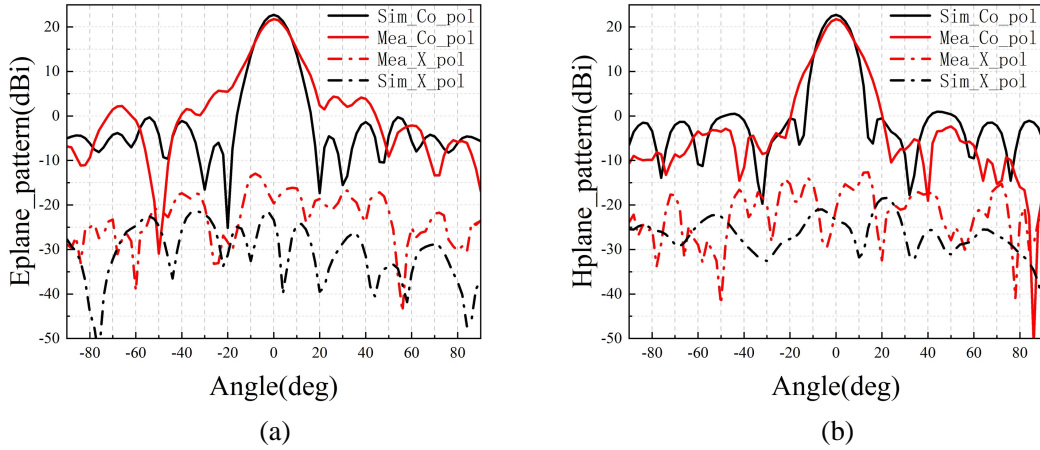 Eplane_pattern(dBi)
20
10
0
-10
-20
-30
-40
-50
Sim_Co_pol
Mea_Co_pol
Mea_X_pol
Sim_X_pol
-80 -60 -40 -20 0 20 40 60 80
Angle(deg)
(a)
Hplane_pattern(dBi)
20
10
0
-10
-20
-30
-40
-50
Sim_Co_pol
Mea_Co_pol
Mea_X_pol
Sim_X_pol
-80 -60 -40 -20 0 20 40 60 80
Angle(deg)
(b)